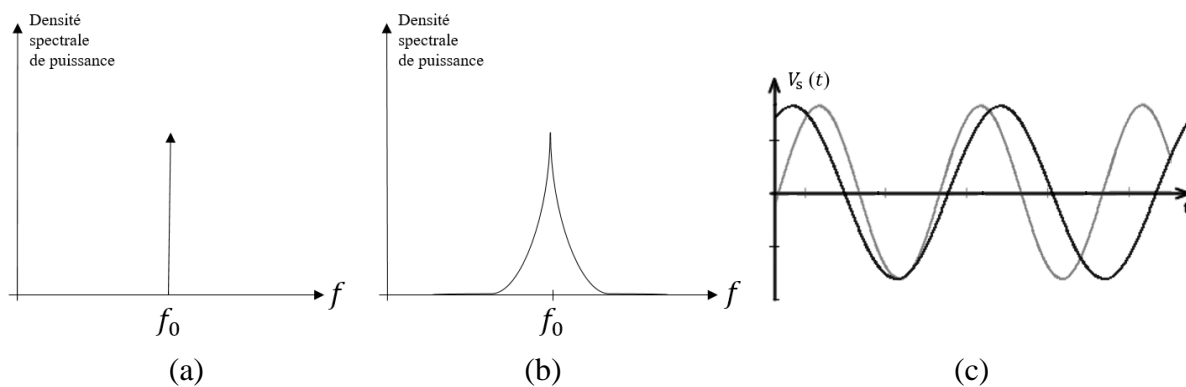 Densité
spectrale
de puissance
f
f₀
(a)
Densité
spectrale
de puissance
f
f₀
(b)
Vₛ (t)
t
(c)